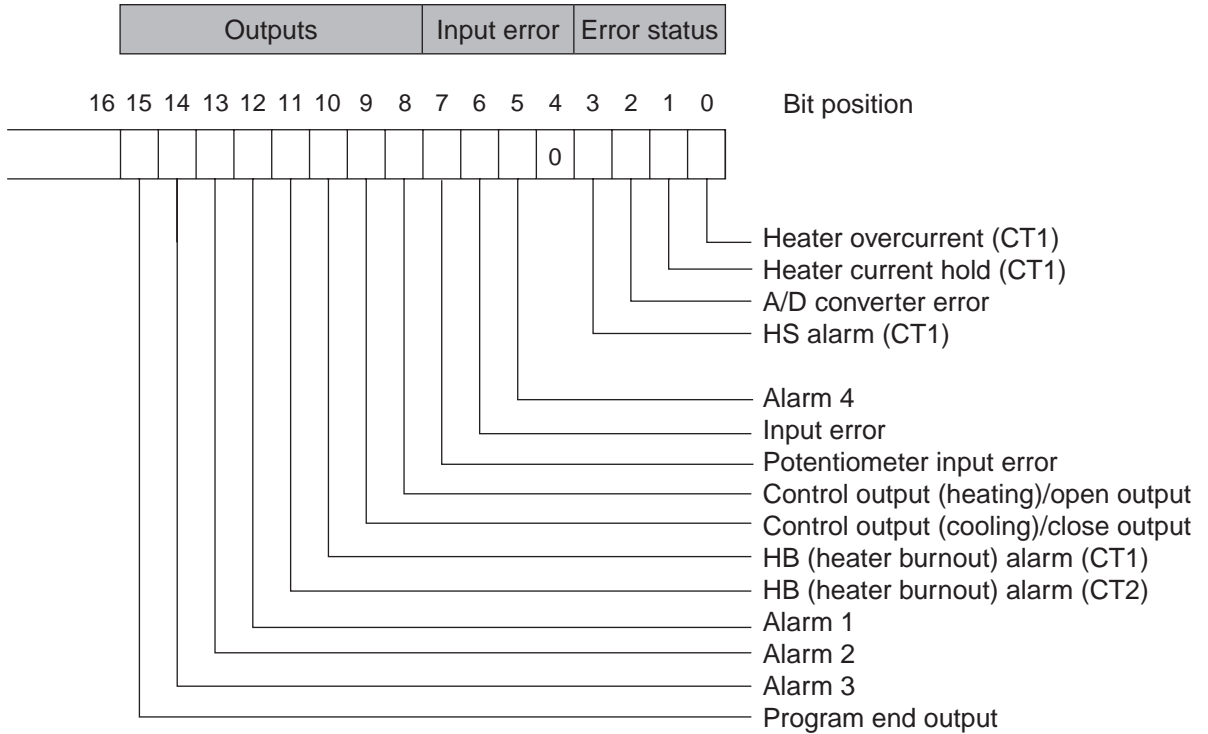 Outputs Input error Error status
16 15 14 13 12 11 10 9 8 7 6 5 4 3 2 1 0 Bit position
0
Heater overcurrent (CT1)
Heater current hold (CT1)
A/D converter error
HS alarm (CT1)
Alarm 4
Input error
Potentiometer input error
Control output (heating)/open output
Control output (cooling)/close output
HB (heater burnout) alarm (CT1)
HB (heater burnout) alarm (CT2)
Alarm 1
Alarm 2
Alarm 3
Program end output